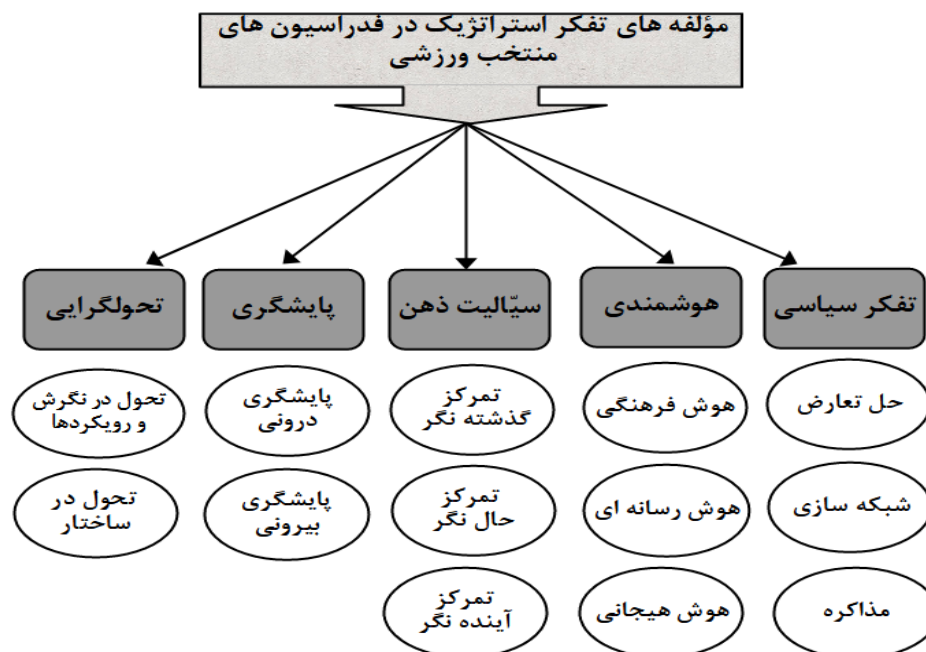 مؤلفه های تفکر استراتژیک در فدراسیون های
منتخب ورزشی
تفکر سیاسی
هوشمندی
سیّالیت ذهن
پایشگری
تحولگرایی
حل تعارض
هوش فرهنگی
تمرکز
گذشته نگر
پایشگری
درونی
تحول در نگرش
و رویکردها
شبکه سازی
هوش رسانه ای
تمرکز
حال نگر
پایشگری
بیرونی
تحول در
ساختار
مذاکره
هوش هیجانی
تمرکز
آینده نگر